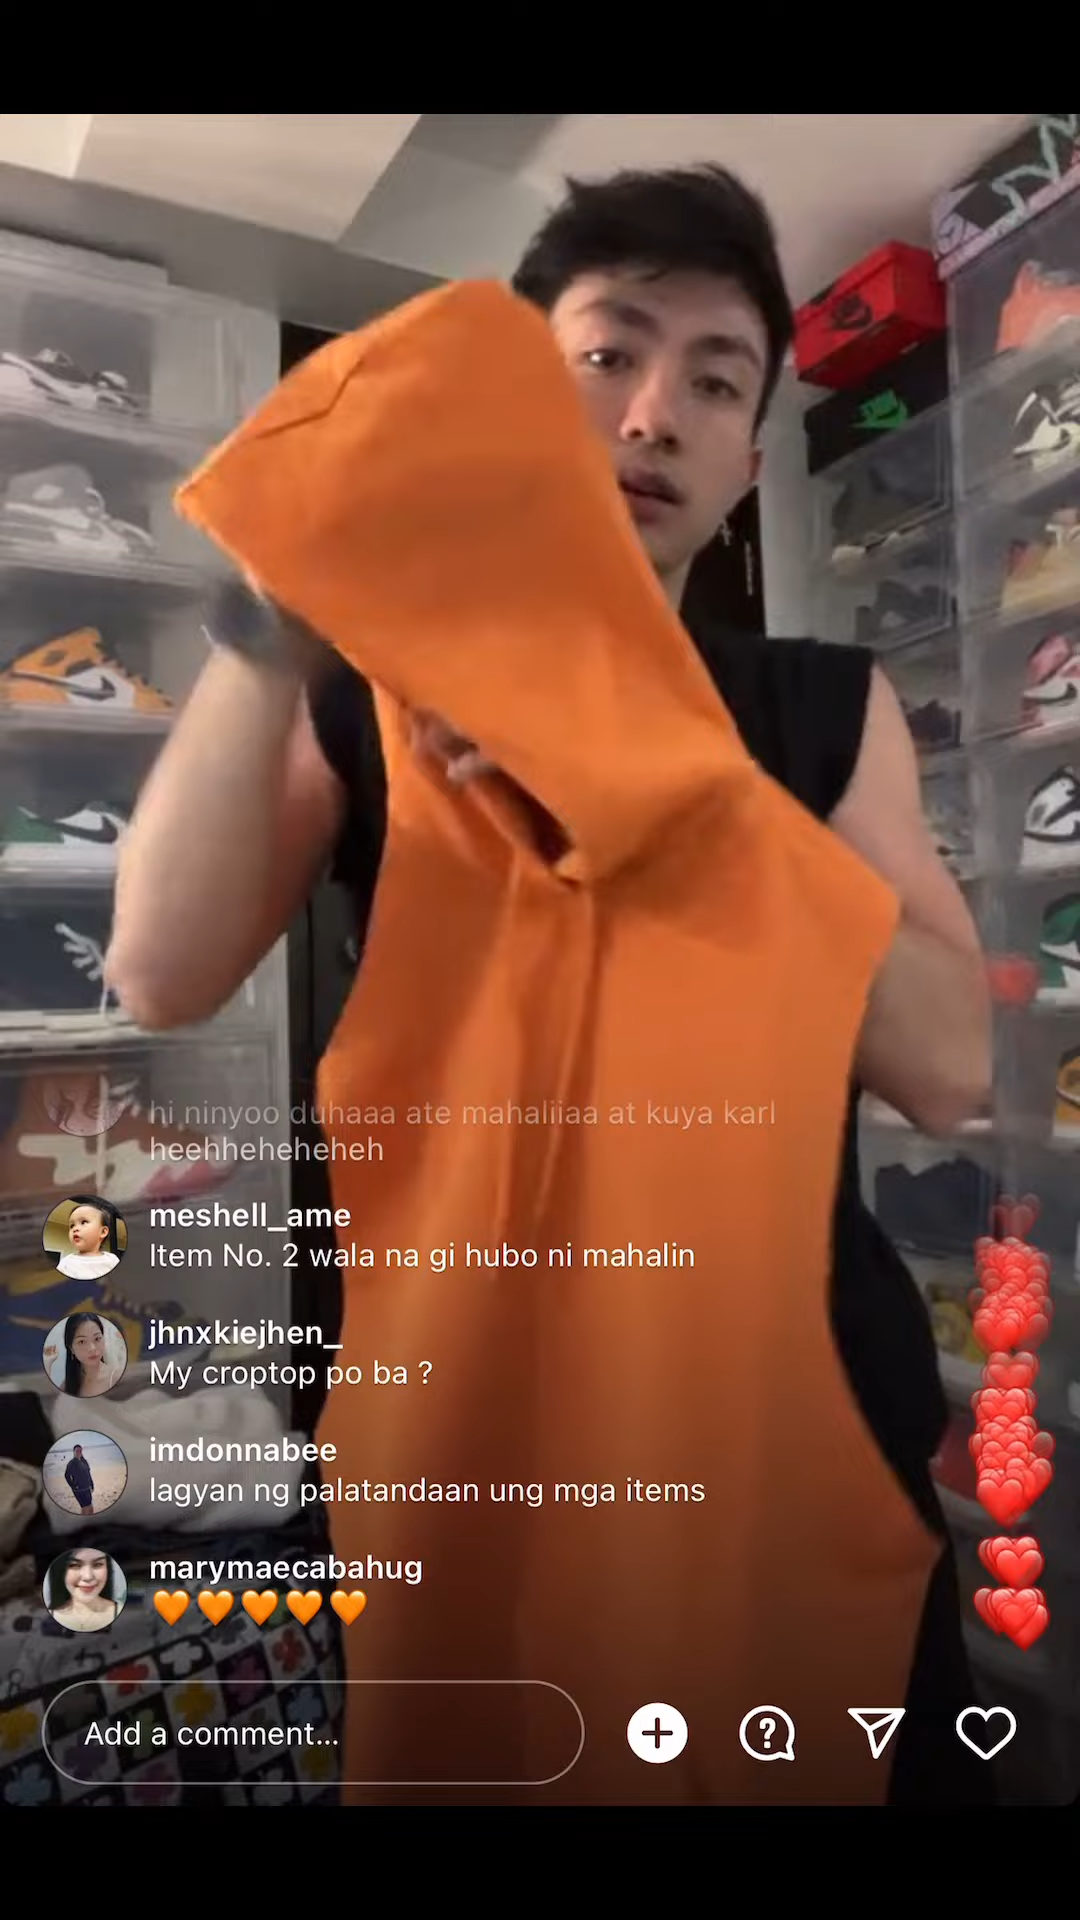 hi ninyoo duhaaa ate mahaliiaa at kuya karl
heehheheheheh
meshell_ame
Item No. 2 wala na gi hubo ni mahalin
jhnxkiejhen_
My croptop po ba ?
imdonnabee
lagyan ng palatandaan ung mga items
marymaecabahug
🧡🧡🧡🧡🧡
Add a comment...